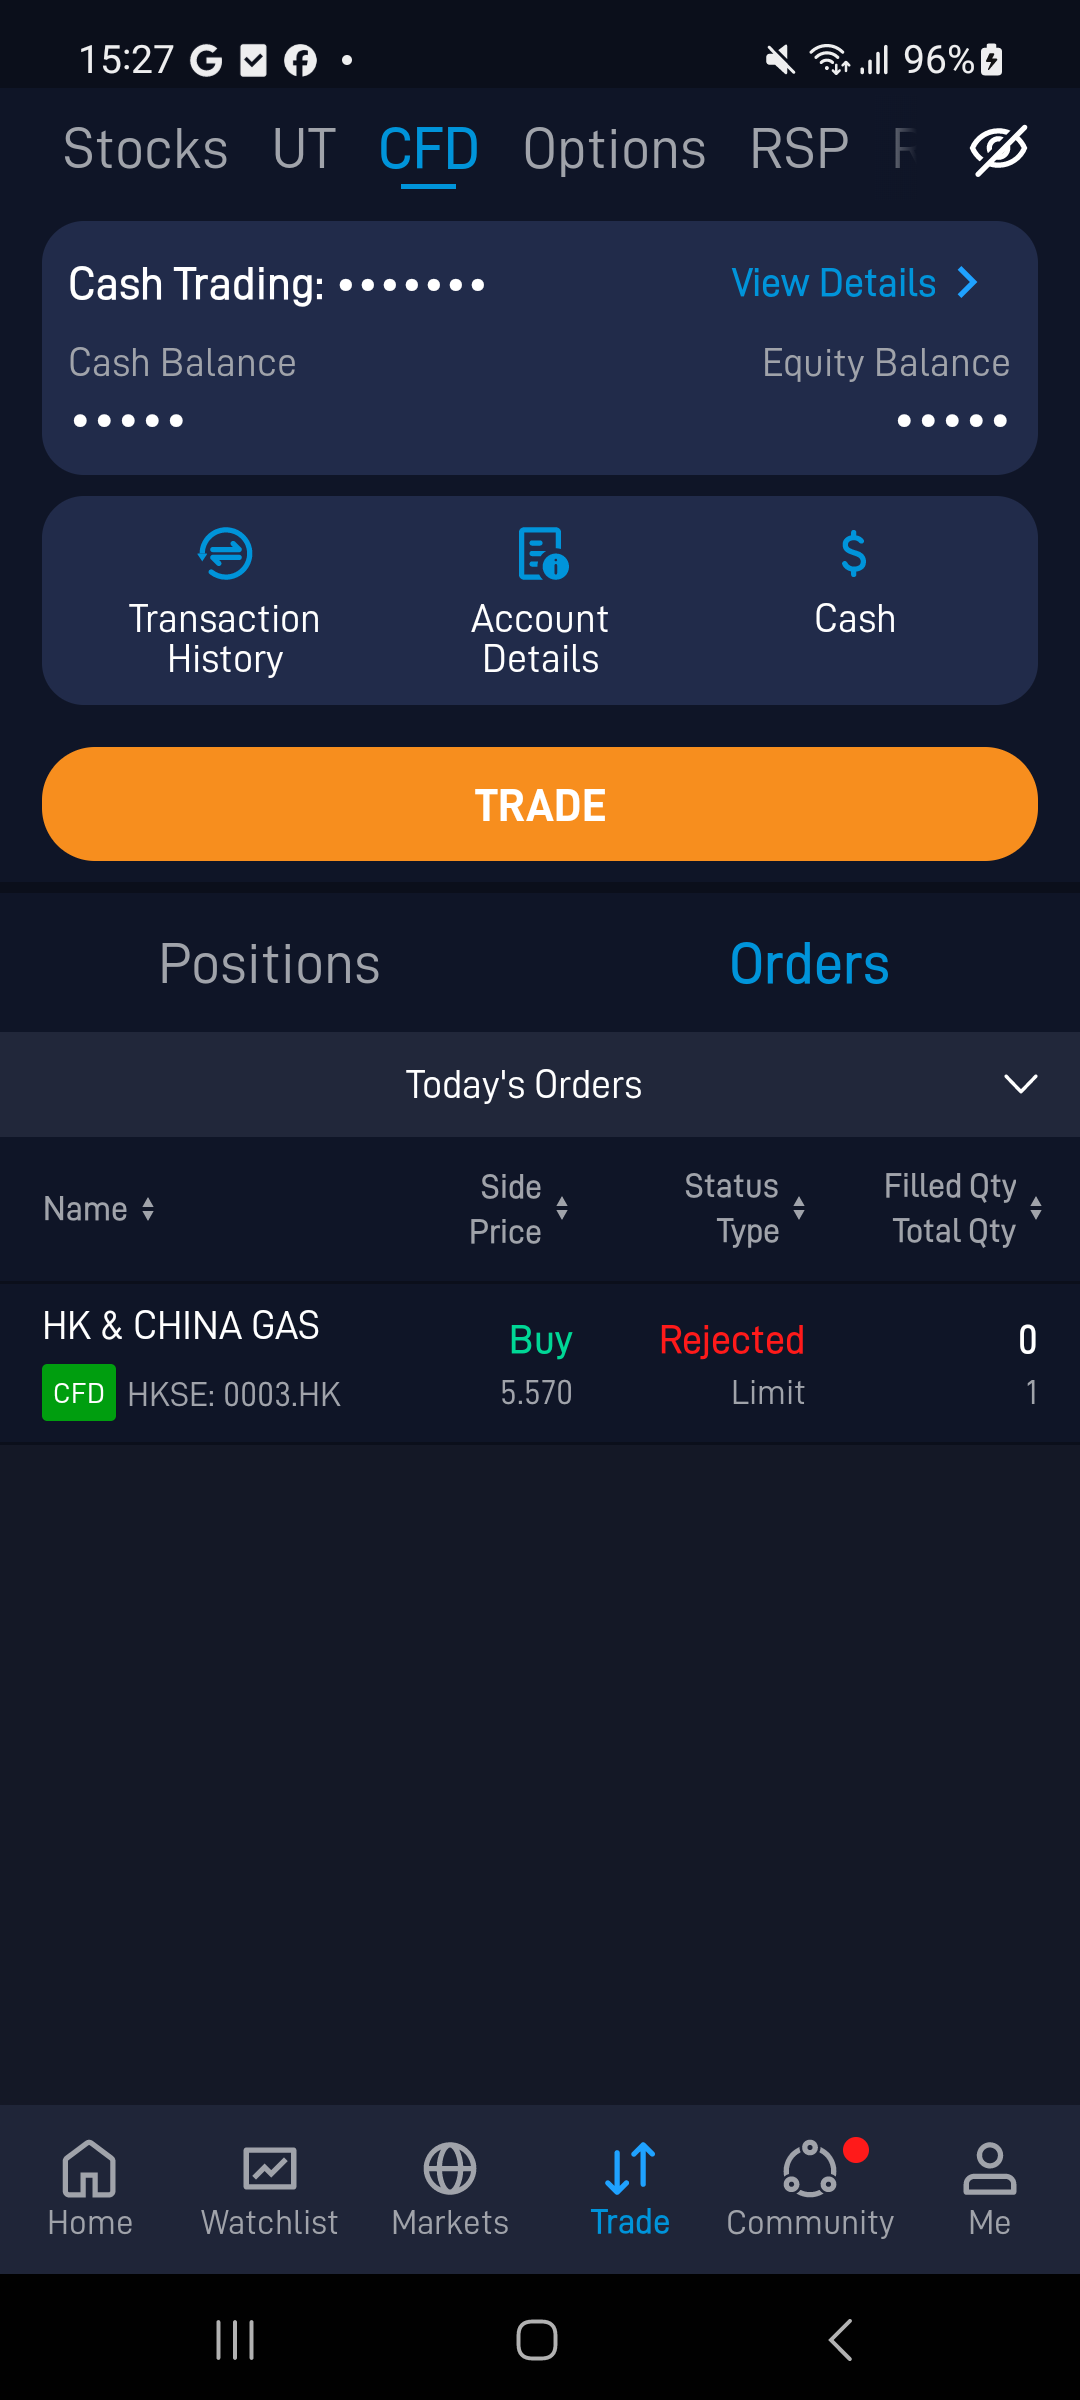 15:27
96%
Stocks UT CFD Options RSP
Cash Trading: •••••••
View Details
Cash Balance
Equity Balance
•••••
•••••
Transaction History
Account Details
Cash
TRADE
Positions
Orders
Today's Orders
Name
Side Price
Status Type
Filled Qty Total Qty
HK & CHINA GAS
Buy
Rejected
0
CFD HKSE: 0003.HK
5.570
Limit
1
Home
Watchlist
Markets
Trade
Community
Me